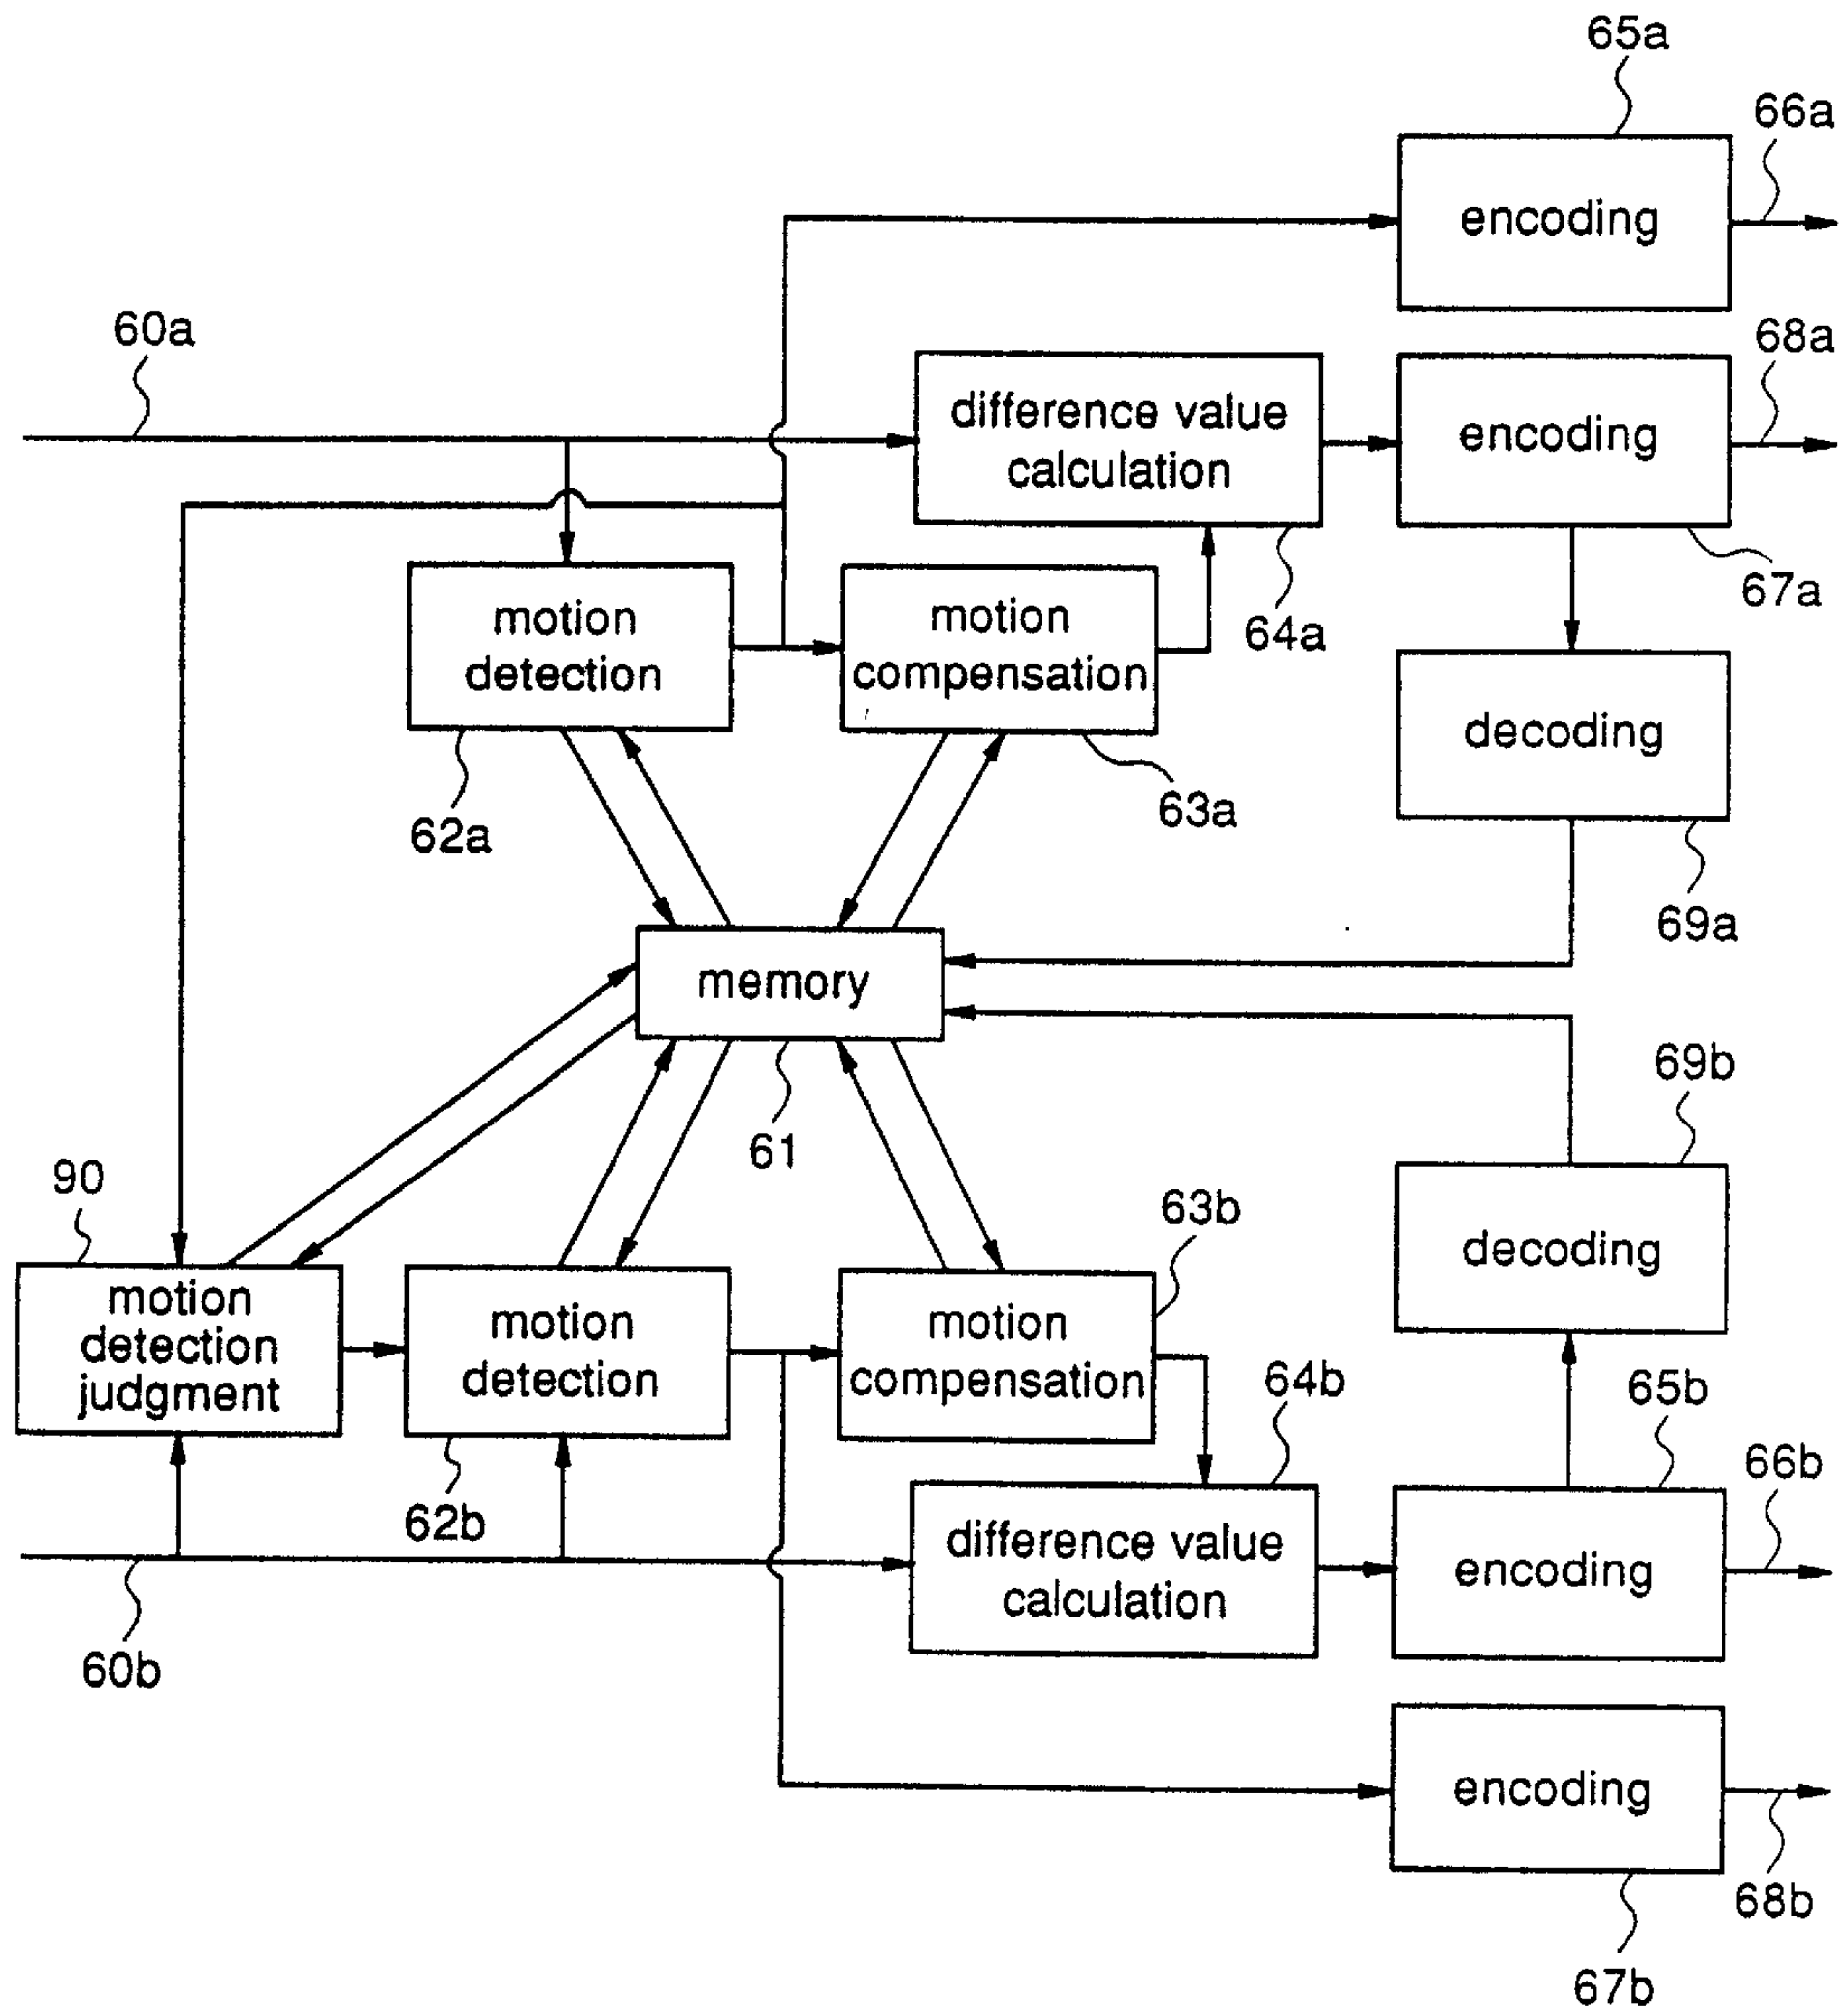 65a
66a
encoding
60a
68a
difference value
calculation
encoding
67a
64a
motion
detection
motion
compensation
decoding
62a
63a
69a
memory
61
69b
90
63b
decoding
motion
detection
judgment
motion
detection
motion
compensation
64b
65b
66b
62b
difference value
calculation
encoding
60b
encoding
68b
67b